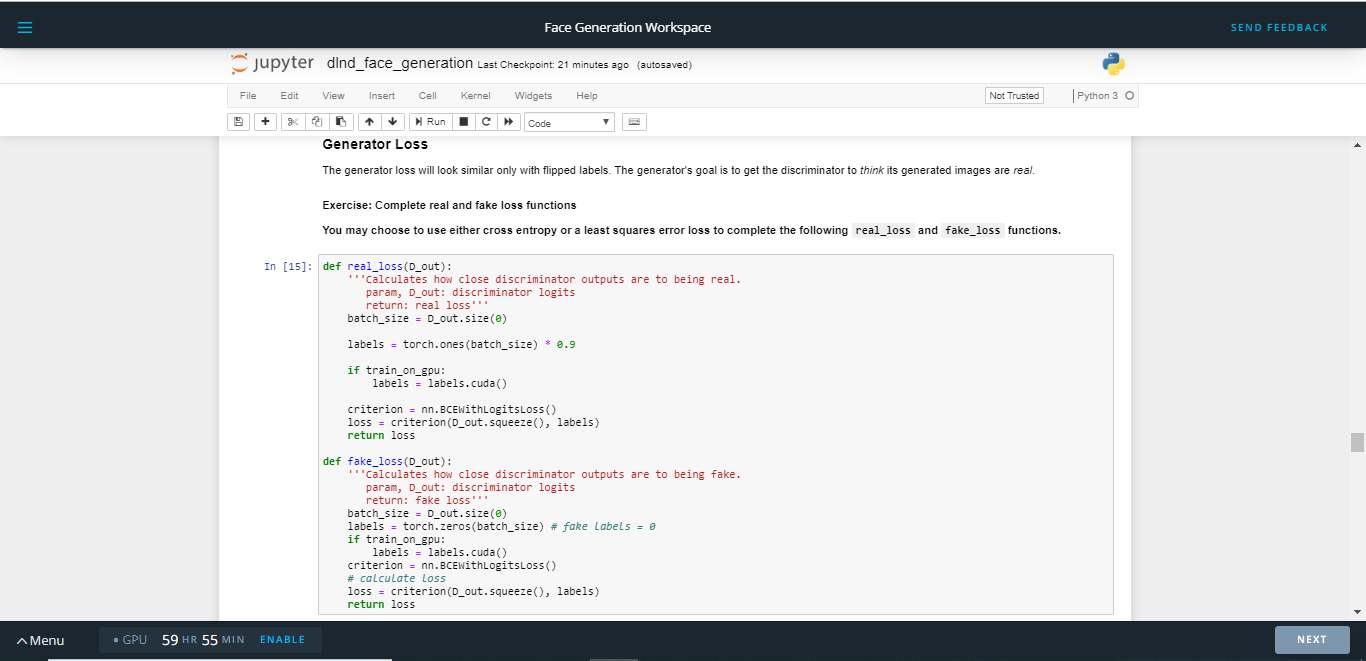 Face Generation Workspace
SEND FEEDBACK
jupyter dlnd_face_generation Last Checkpoint: 21 minutes ago (autosaved)
File Edit View Insert Cell Kernel Widgets Help
Not Trusted
Python 3
Run
Code
Generator Loss
The generator loss will look similar only with flipped labels. The generator's goal is to get the discriminator to think its generated images are real.
Exercise: Complete real and fake loss functions
You may choose to use either cross entropy or a least squares error loss to complete the following real_loss and fake_loss functions.
In [15]:
def real_loss(D_out):
    '''Calculates how close discriminator outputs are to being real.
       param, D_out: discriminator logits
       return: real loss'''
    batch_size = D_out.size(0)
    labels = torch.ones(batch_size) * 0.9
    if train_on_gpu:
        labels = labels.cuda()
    criterion = nn.BCEWithLogitsLoss()
    loss = criterion(D_out.squeeze(), labels)
    return loss
def fake_loss(D_out):
    '''Calculates how close discriminator outputs are to being fake.
       param, D_out: discriminator logits
       return: fake loss'''
    batch_size = D_out.size(0)
    labels = torch.zeros(batch_size) # fake labels = 0
    if train_on_gpu:
        labels = labels.cuda()
    criterion = nn.BCEWithLogitsLoss()
    # calculate loss
    loss = criterion(D_out.squeeze(), labels)
    return loss
Menu
GPU 59 HR 55 MIN ENABLE
NEXT